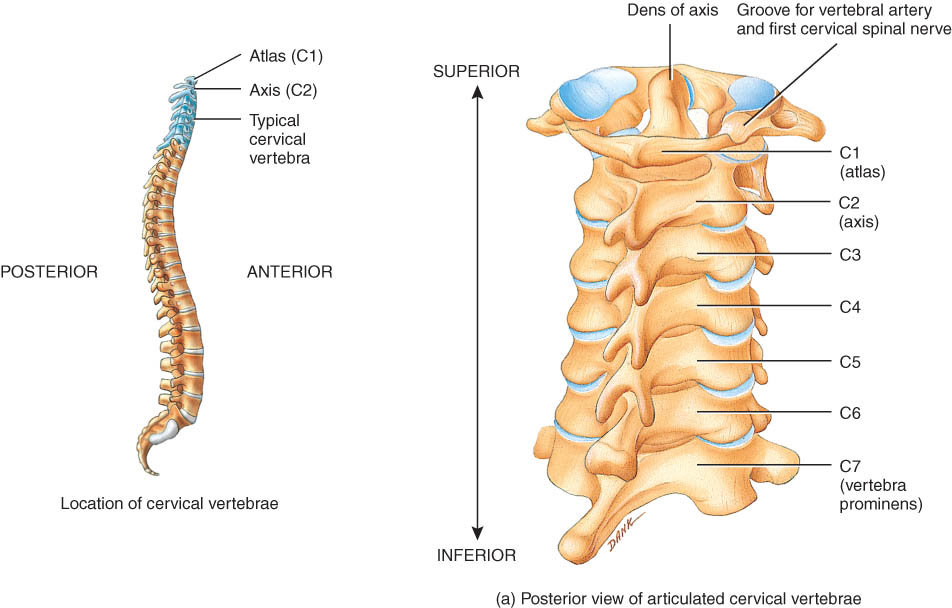 Atlas (C1)
Axis (C2)
Typical
cervical
vertebra
POSTERIOR
ANTERIOR
Location of cervical vertebrae
SUPERIOR
INFERIOR
Dens of axis
Groove for vertebral artery
and first cervical spinal nerve
C1
(atlas)
C2
(axis)
C3
C4
C5
C6
C7
(vertebra
prominens)
DANK
(a) Posterior view of articulated cervical vertebrae